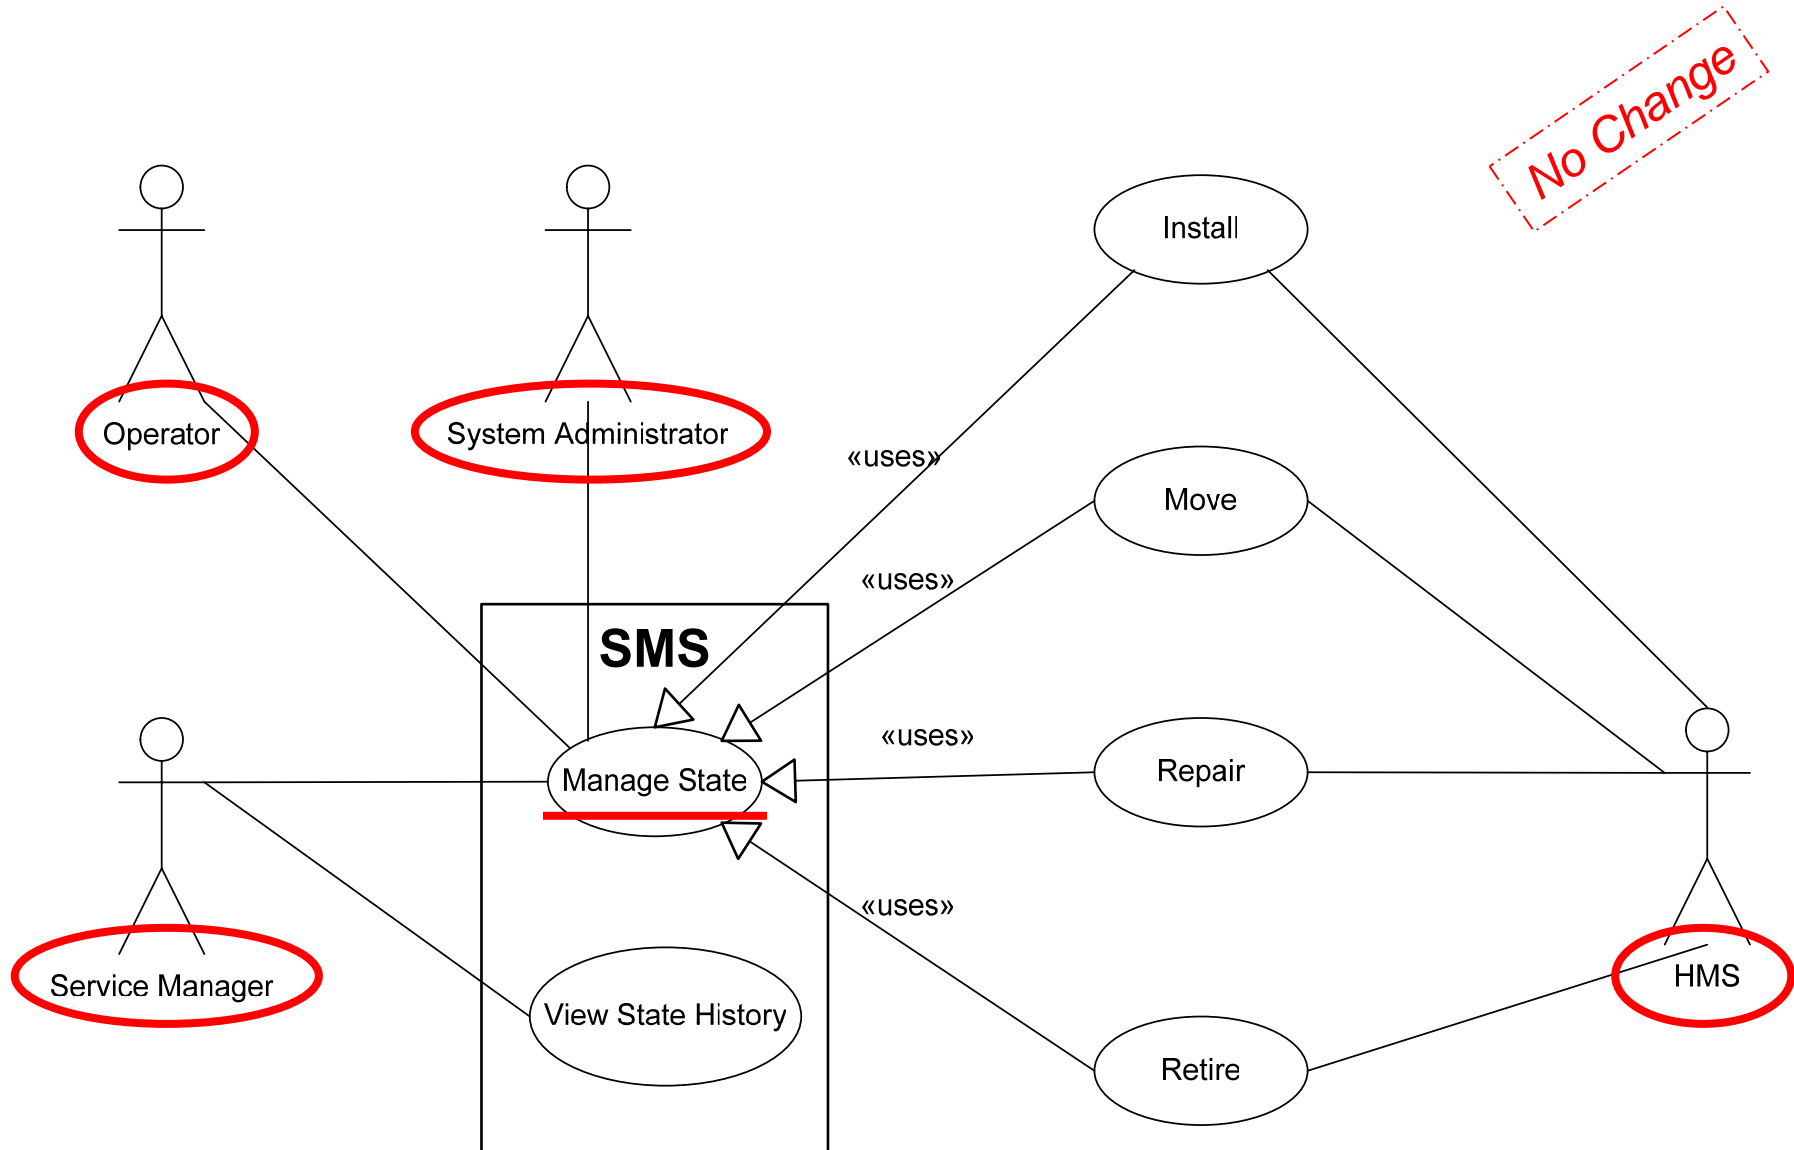 No Change
Install
Operator
System Administrator
«uses»
Move
«uses»
SMS
«uses»
Manage State
Repair
«uses»
Service Manager
HMS
View State History
Retire